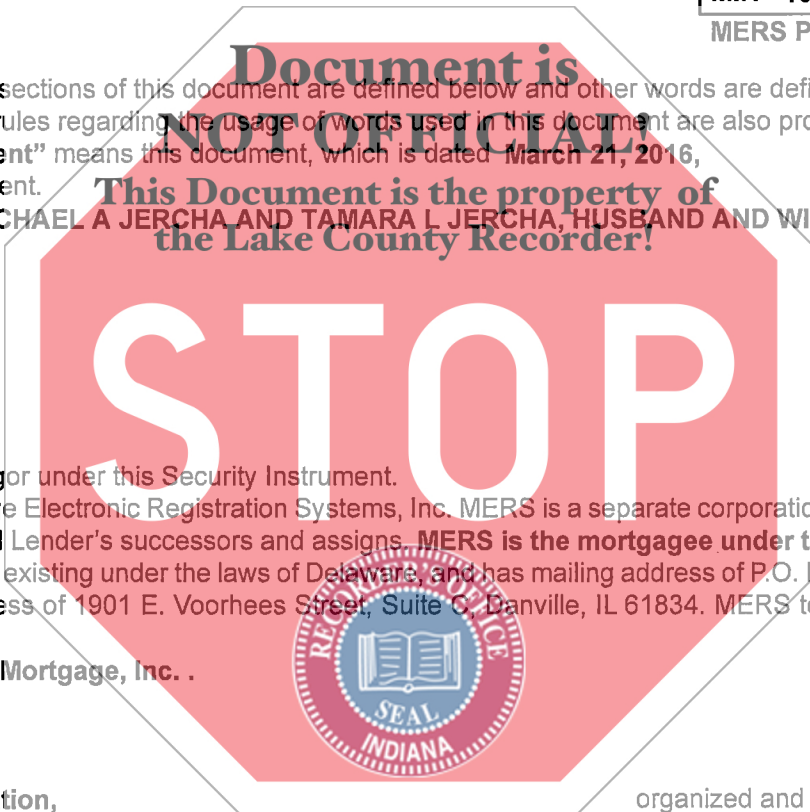 MERS P
Document is
sections of this document are defined below and other words are defi
ules regarding the usage of words used in this document are also pro
NOT OFFICIAL!
ent” means this document, which is dated March 21, 2016,
ent.
This Document is the property of
CHAEL A JERCHA AND TAMARA L JERCHA, HUSBAND AND WI
the Lake County Recorder!
STOP
gor under this Security Instrument.
e Electronic Registration Systems, Inc. MERS is a separate corporatio
Lender's successors and assigns. MERS is the mortgagee under t
existing under the laws of Delaware, and has mailing address of P.O.
ess of 1901 E. Voorhees Street, Suite C, Danville, IL 61834. MERS t
RECORDER'S OFFICE
Mortgage, Inc. .
SEAL
INDIANA
tion,
organized and